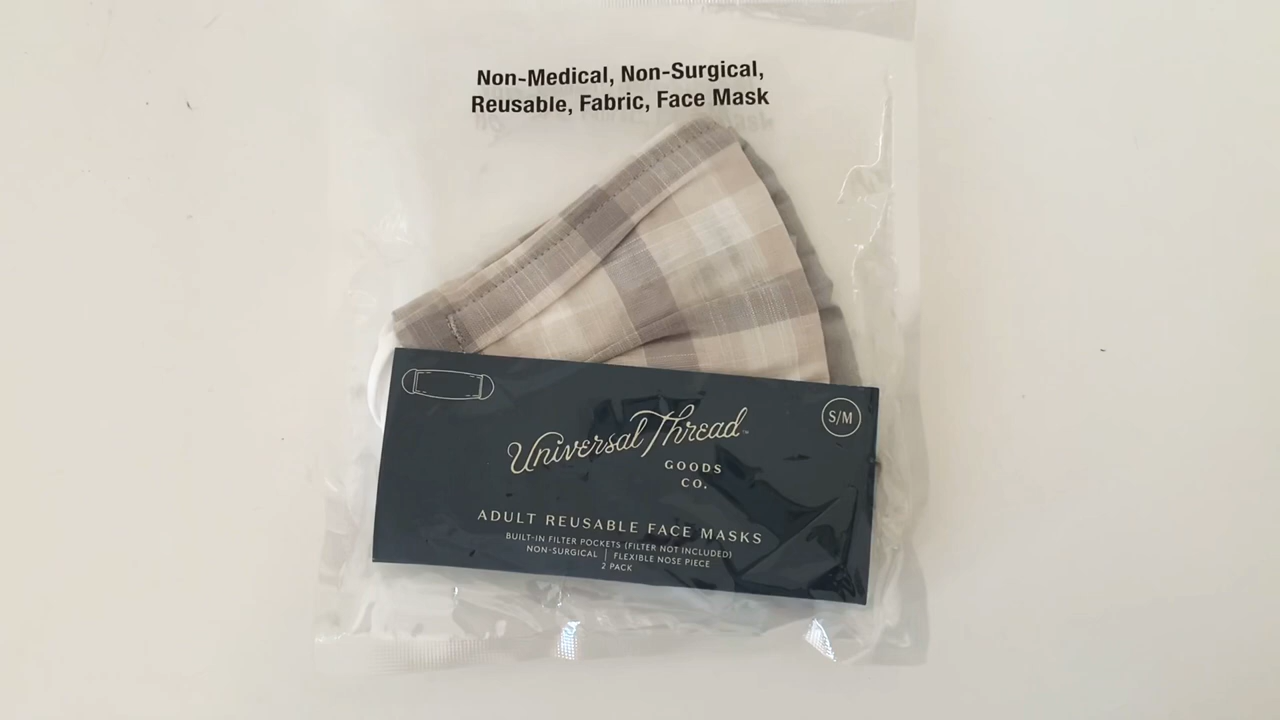 Non-Medical, Non-Surgical,
Reusable, Fabric, Face Mask
S/M
Universal Thread™
GOODS
CO.
ADULT REUSABLE FACE MASKS
BUILT-IN FILTER POCKETS (FILTER NOT INCLUDED)
NON-SURGICAL | FLEXIBLE NOSE PIECE
2 PACK